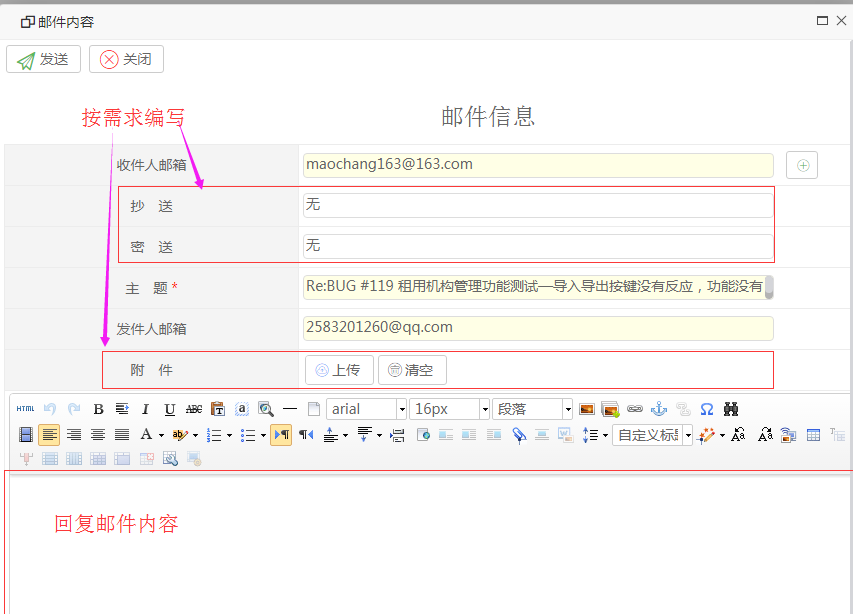 邮件内容
发送 关闭
按需求编写
邮件信息
收件人邮箱 maochang163@163.com
抄 送 无
密 送 无
主 题 * Re:BUG #119 租用机构管理功能测试—导入导出按键没有反应，功能没有
发件人邮箱 2583201260@qq.com
附 件 上传 清空
HTML B I U ABC arial 16px 段落
A ab 自定义标
回复邮件内容